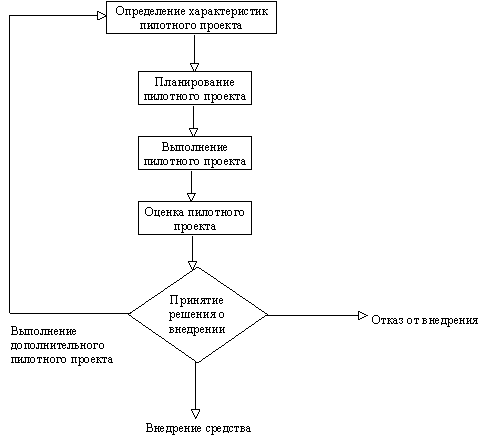 Определение характеристик
пилотного проекта
Планирование
пилотного проекта
Выполнение
пилотного проекта
Оценка пилотного
проекта
Принятие
решения о
внедрении
Отказ от внедрения
Выполнение
дополнительного
пилотного проекта
Внедрение средства